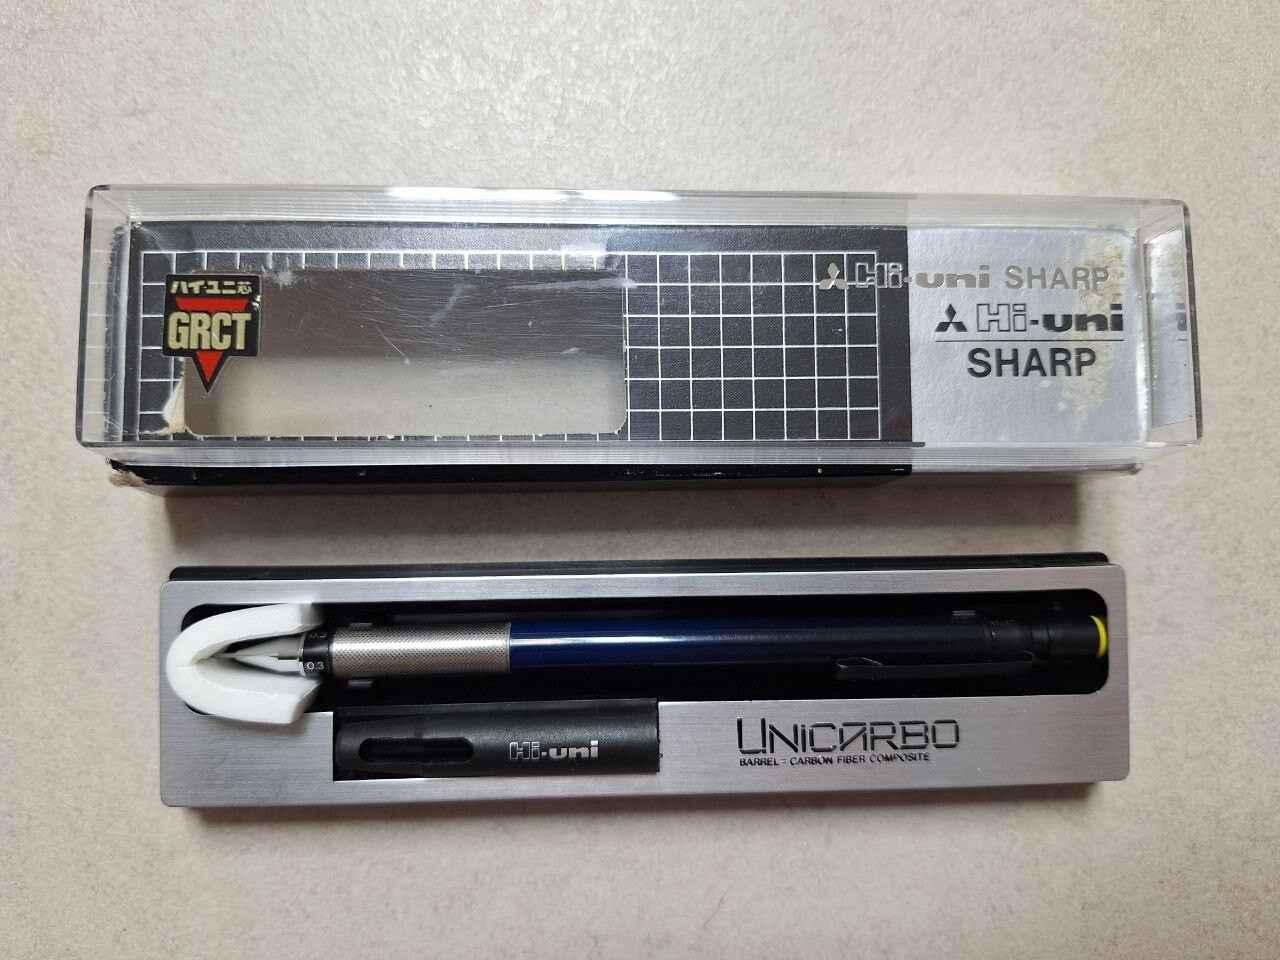 ハイ・ユニ芯
GRCT
Hi-uni SHARP
Hi-uni
SHARP
0.3
0.3
Hi-uni
UNiCARBO
BARREL=CARBON FIBER COMPOSITE